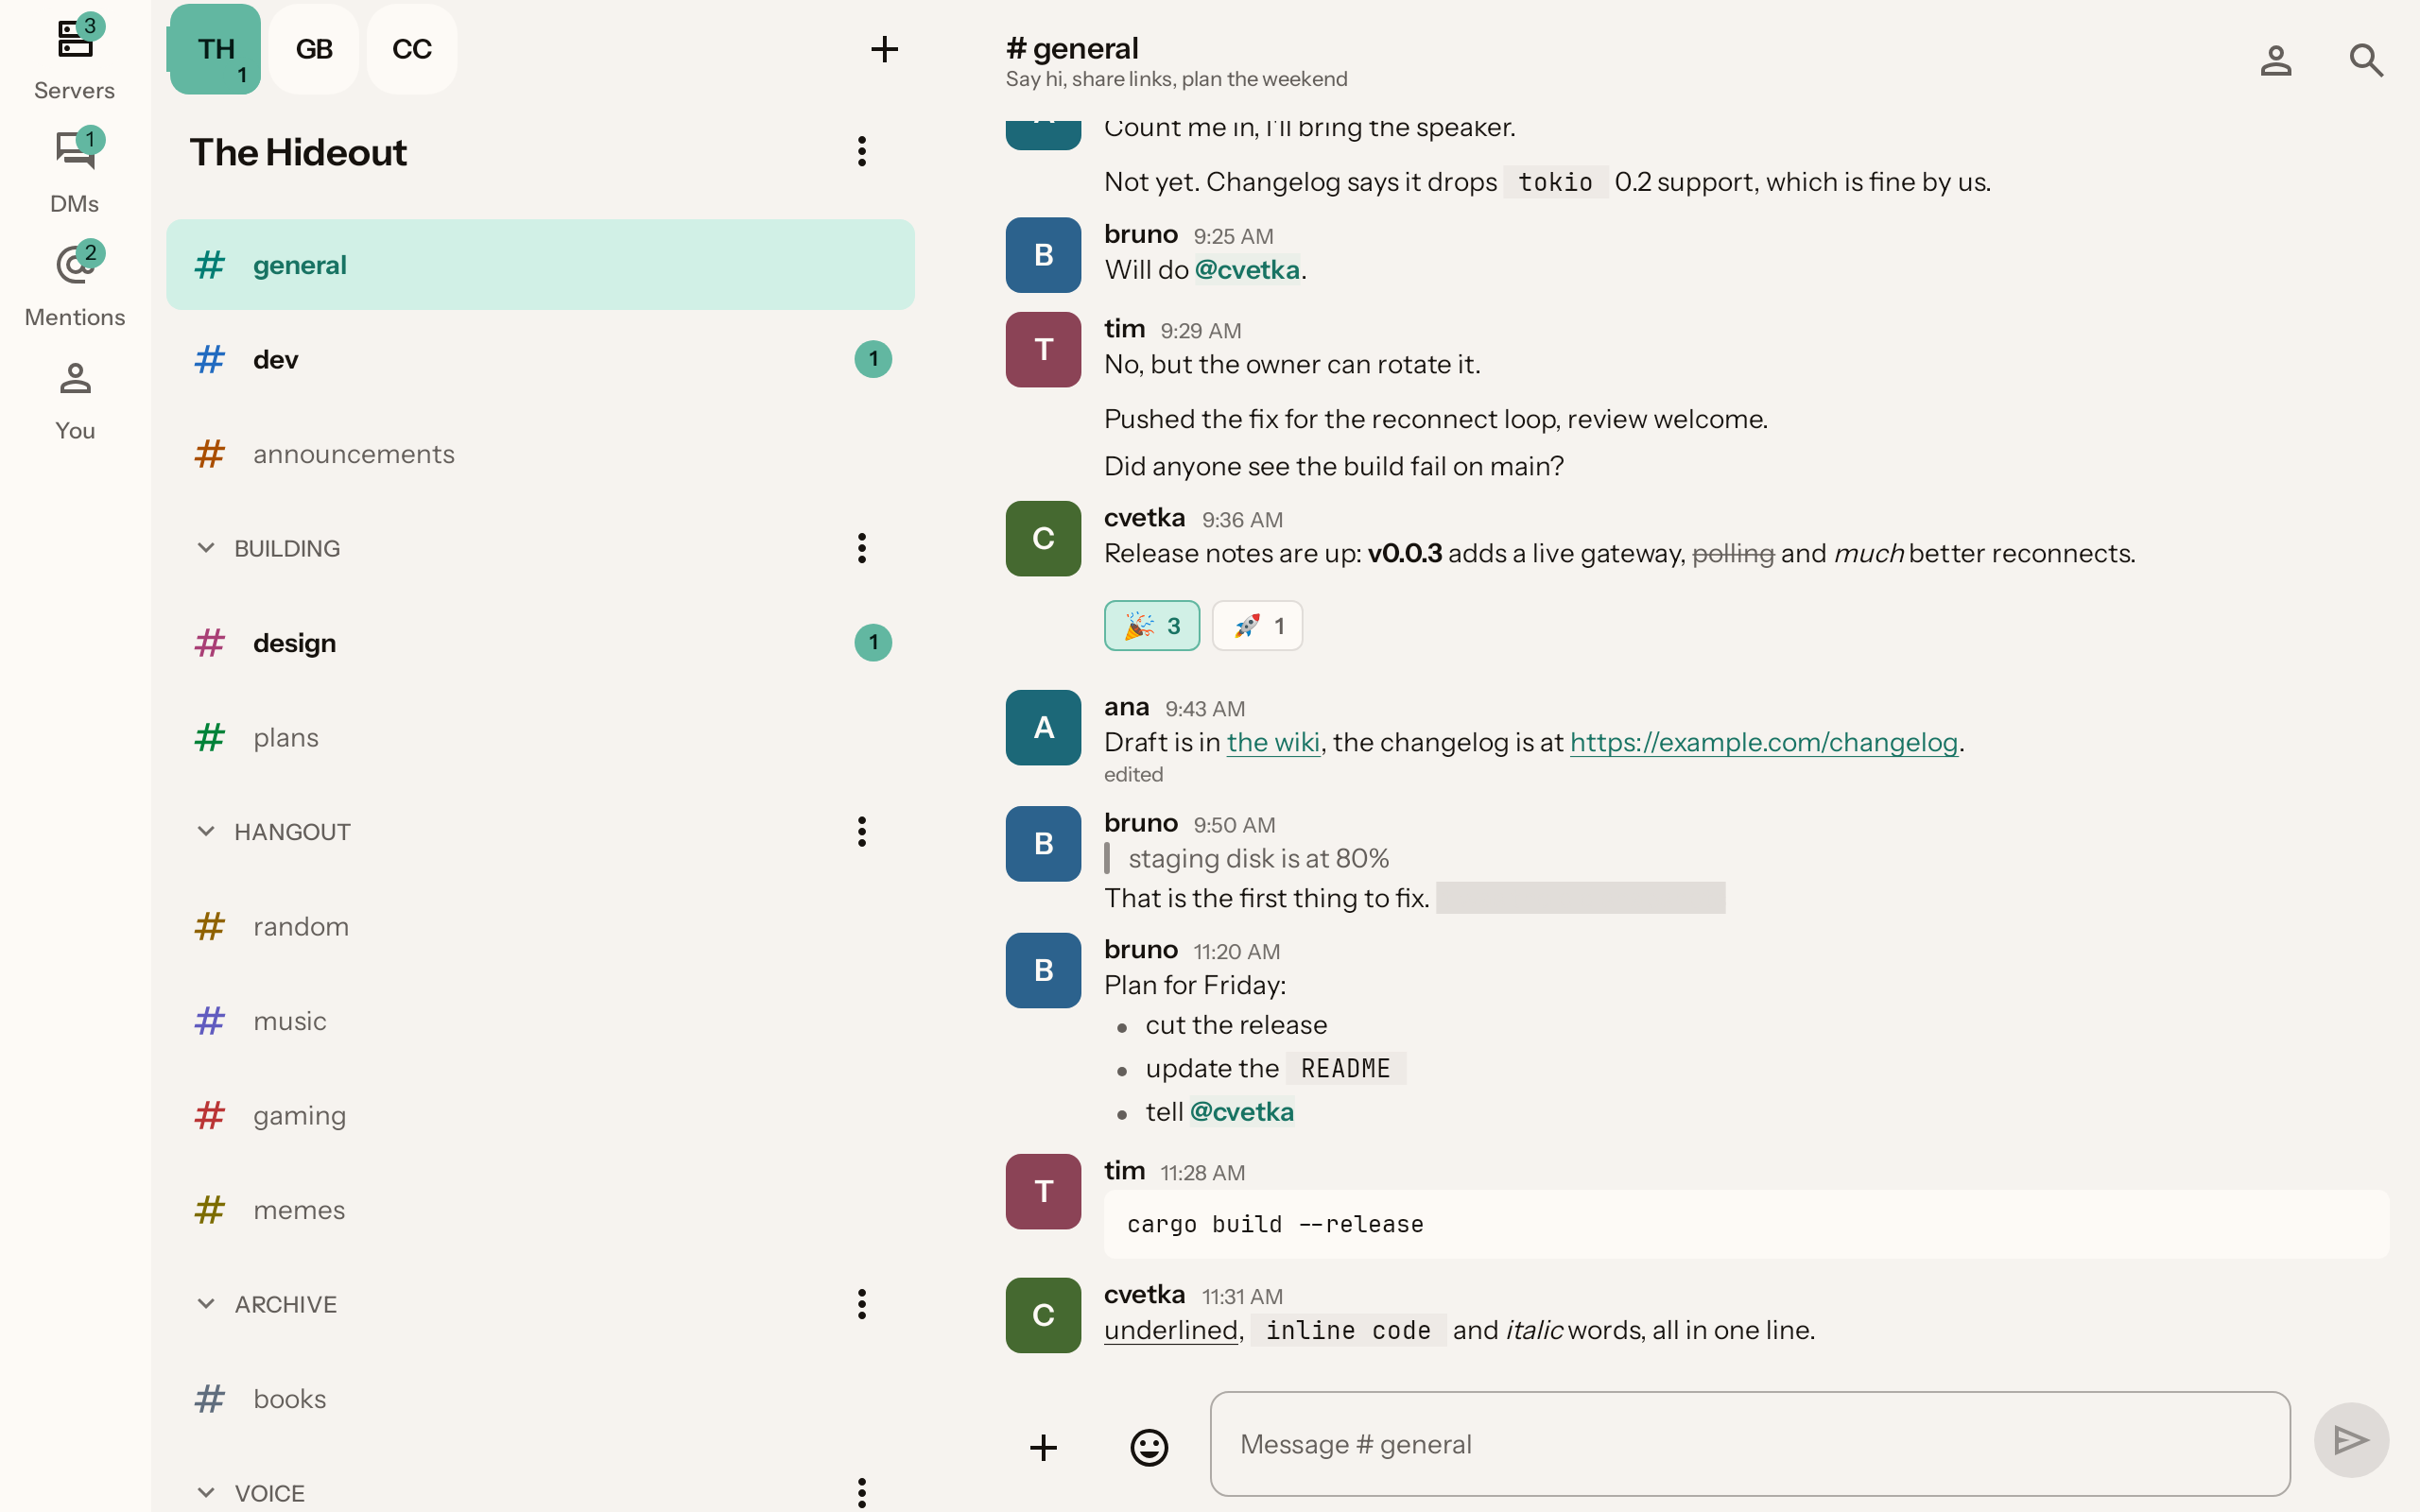 3
Servers
1
DMs
2
Mentions
You
TH
1
GB
CC
The Hideout
# general
# dev
1
# announcements
BUILDING
# design
1
# plans
HANGOUT
# random
# music
# gaming
# memes
ARCHIVE
# books
VOICE
# general
Say hi, share links, plan the weekend
Count me in, I'll bring the speaker.
Not yet. Changelog says it drops tokio 0.2 support, which is fine by us.
B
bruno 9:25 AM
Will do @cvetka.
T
tim 9:29 AM
No, but the owner can rotate it.
Pushed the fix for the reconnect loop, review welcome.
Did anyone see the build fail on main?
C
cvetka 9:36 AM
Release notes are up: v0.0.3 adds a live gateway, polling and much better reconnects.
🎉 3 🚀 1
A
ana 9:43 AM
Draft is in the wiki, the changelog is at https://example.com/changelog.
edited
B
bruno 9:50 AM
staging disk is at 80%
That is the first thing to fix.
B
bruno 11:20 AM
Plan for Friday:
• cut the release
• update the README
• tell @cvetka
T
tim 11:28 AM
cargo build --release
C
cvetka 11:31 AM
underlined, inline code and italic words, all in one line.
Message # general